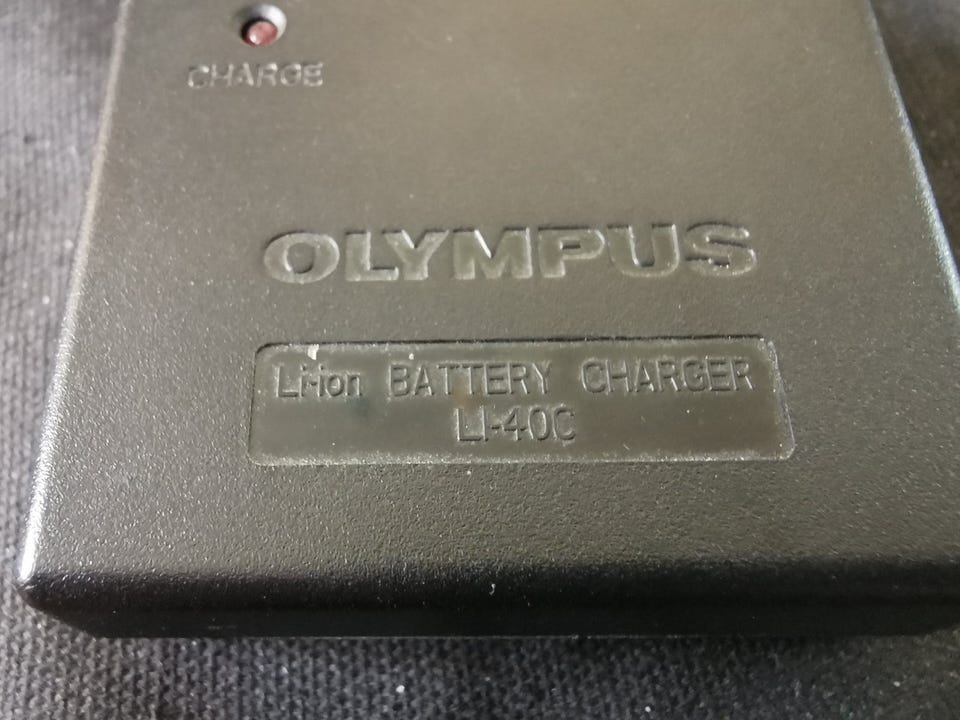 CHARGE
OLYMPUS
Li-ion BATTERY CHARGER
LI-40C